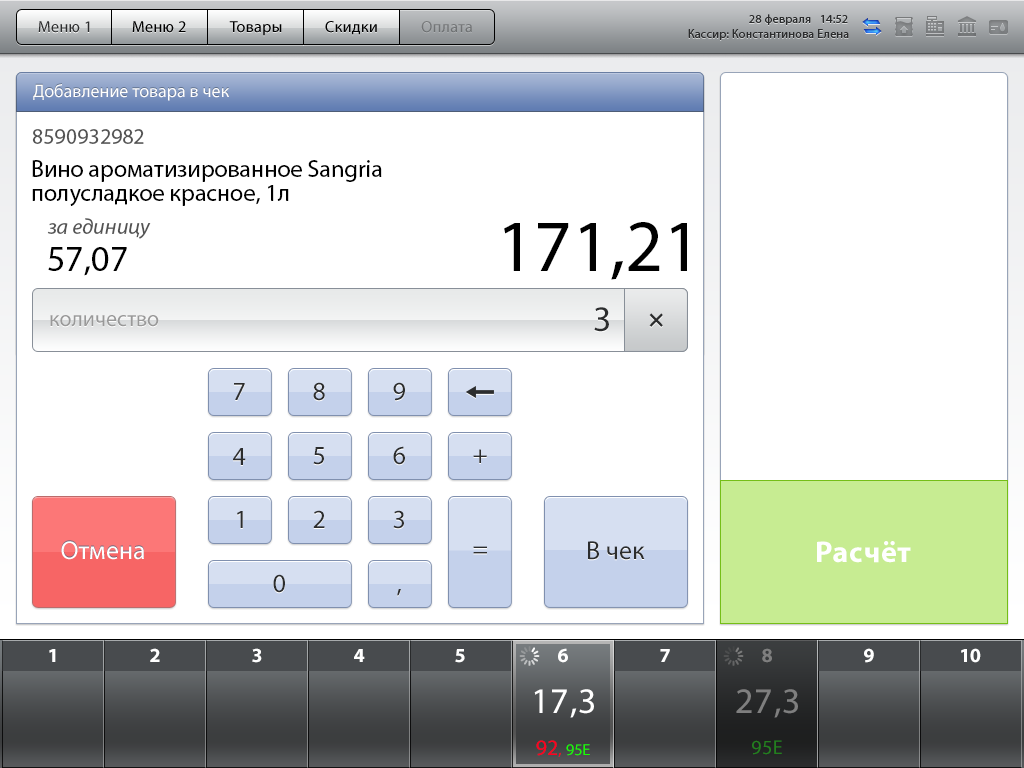 Меню 1 Меню 2 Товары Скидки Оплата
28 февраля 14:52
Кассир: Константинова Елена
Добавление товара в чек
8590932982
Вино ароматизированное Sangria
полусладкое красное, 1л
за единицу
57,07
171,21
количество 3 ×
7 8 9 ←
4 5 6 +
1 2 3
0 , =
Отмена
В чек
Расчёт
1 2 3 4 5 6 7 8 9 10
17,3 27,3
92 95E 95E